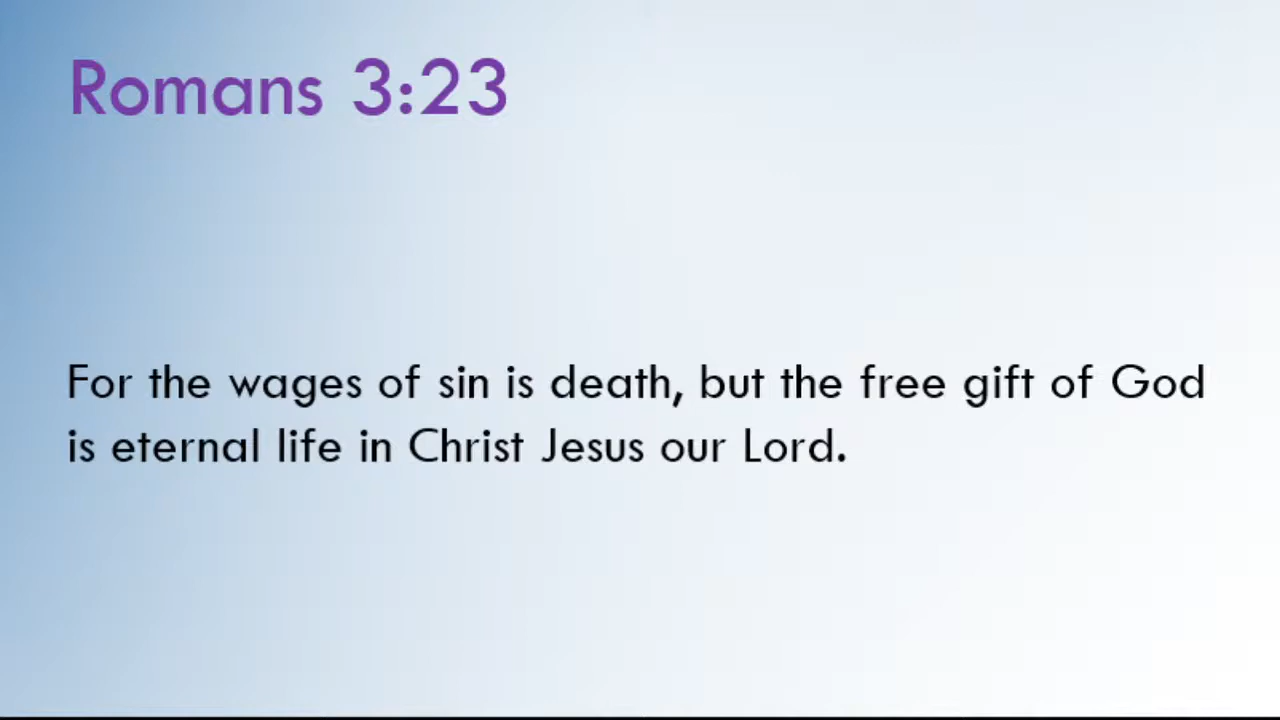 Romans 3:23
For the wages of sin is death, but the free gift of God
is eternal life in Christ Jesus our Lord.